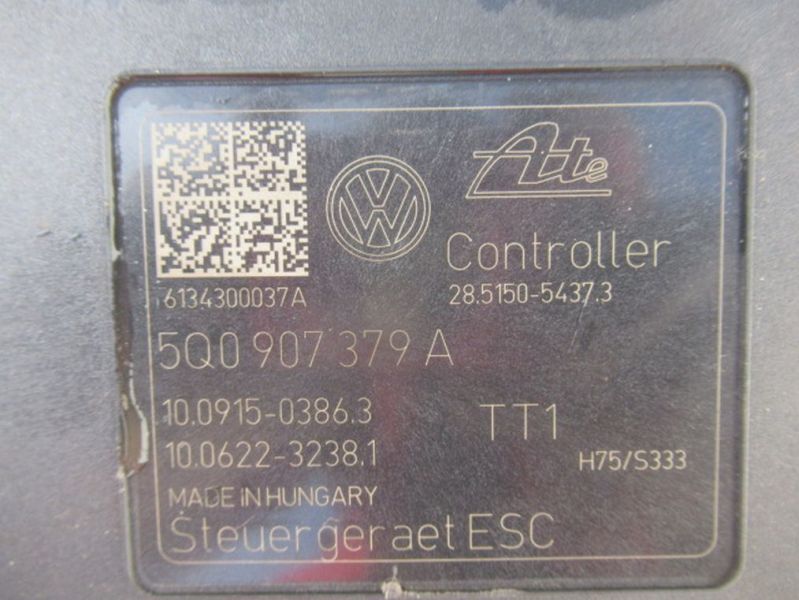 Ate
VW
Controller
6134300037A
28.5150-5437.3
5Q0 907 379 A
10.0915-0386.3
TT1
10.0622-3238.1
H75/S333
MADE IN HUNGARY
Steuergeraet ESC